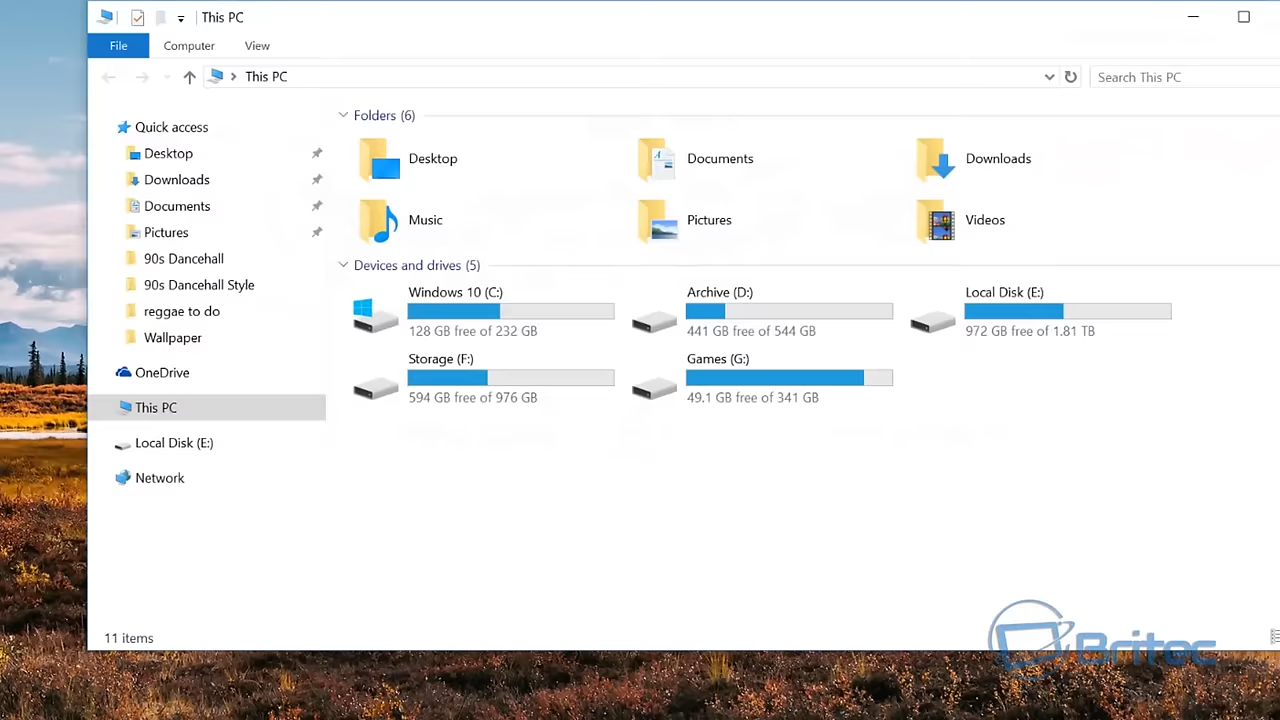 This PC
File Computer View
This PC
Search This PC
Quick access
Desktop
Downloads
Documents
Pictures
90s Dancehall
90s Dancehall Style
reggae to do
Wallpaper
OneDrive
This PC
Local Disk (E:)
Network
Folders (6)
Desktop Documents Downloads
Music Pictures Videos
Devices and drives (5)
Windows 10 (C:) Archive (D:) Local Disk (E:)
128 GB free of 232 GB 441 GB free of 544 GB 972 GB free of 1.81 TB
Storage (F:) Games (G:)
594 GB free of 976 GB 49.1 GB free of 341 GB
11 items
Britec